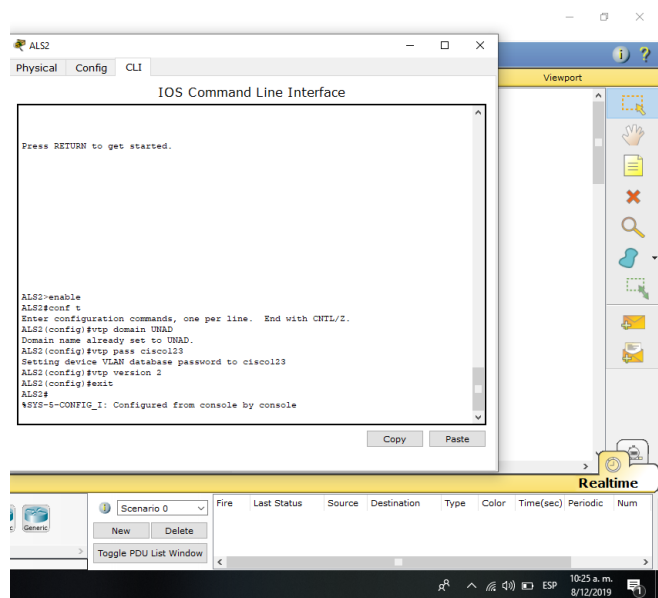 ALS2
Physical Config CLI
IOS Command Line Interface
Press RETURN to get started.
ALS2>enable
ALS2#conf t
Enter configuration commands, one per line.  End with CNTL/Z.
ALS2(config)#vtp domain UNAD
Domain name already set to UNAD.
ALS2(config)#vtp pass cisco123
Setting device VLAN database password to cisco123
ALS2(config)#vtp version 2
ALS2(config)#exit
ALS2#
%SYS-5-CONFIG_I: Configured from console by console
Copy Paste
Viewport
Realtime
Generic
Scenario 0
New Delete
Toggle PDU List Window
Fire Last Status Source Destination Type Color Time(sec) Periodic Num
ESP
10:25 a. m.
8/12/2019
1